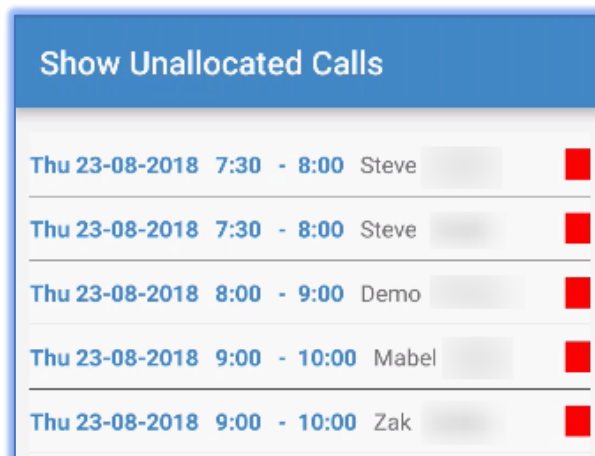 Show Unallocated Calls
Thu 23-08-2018 7:30 - 8:00 Steve
Thu 23-08-2018 7:30 - 8:00 Steve
Thu 23-08-2018 8:00 - 9:00 Demo
Thu 23-08-2018 9:00 - 10:00 Mabel
Thu 23-08-2018 9:00 - 10:00 Zak